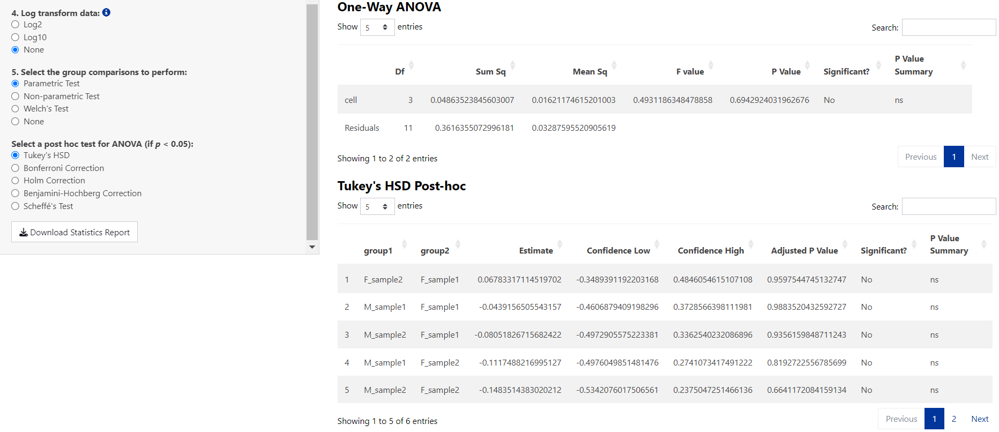 4. Log transform data:
Log2
Log10
None
5. Select the group comparisons to perform:
Parametric Test
Non-parametric Test
Welch's Test
None
Select a post hoc test for ANOVA (if p < 0.05):
Tukey's HSD
Bonferroni Correction
Holm Correction
Benjamini-Hochberg Correction
Scheffé's Test
Download Statistics Report
One-Way ANOVA
Show 5 entries Search:
Df Sum Sq Mean Sq F value P Value Significant? P Value Summary
cell 3 0.04863523845603007 0.01621174615201003 0.4931186348478858 0.6942924031962676 No ns
Residuals 11 0.3616355072996181 0.03287595520905619
Showing 1 to 2 of 2 entries Previous 1 Next
Tukey's HSD Post-hoc
Show 5 entries Search:
group1 group2 Estimate Confidence Low Confidence High Adjusted P Value Significant? P Value Summary
1 F_sample2 F_sample1 0.06783317114519702 -0.3489391192203168 0.4846054615107108 0.9597544745132747 No ns
2 M_sample1 F_sample1 -0.0439156505543157 -0.4606879409198296 0.3728566398111981 0.9883520432592727 No ns
3 M_sample2 F_sample1 -0.08051826715682422 -0.4972905575223381 0.3362540232086896 0.9356159848711243 No ns
4 M_sample1 F_sample2 -0.1117488216995127 -0.4976049851481476 0.2741073417491222 0.8192722556785699 No ns
5 M_sample2 F_sample2 -0.1483514383020212 -0.5342076017506561 0.2375047251466136 0.6641172084159134 No ns
Showing 1 to 5 of 6 entries Previous 1 2 Next